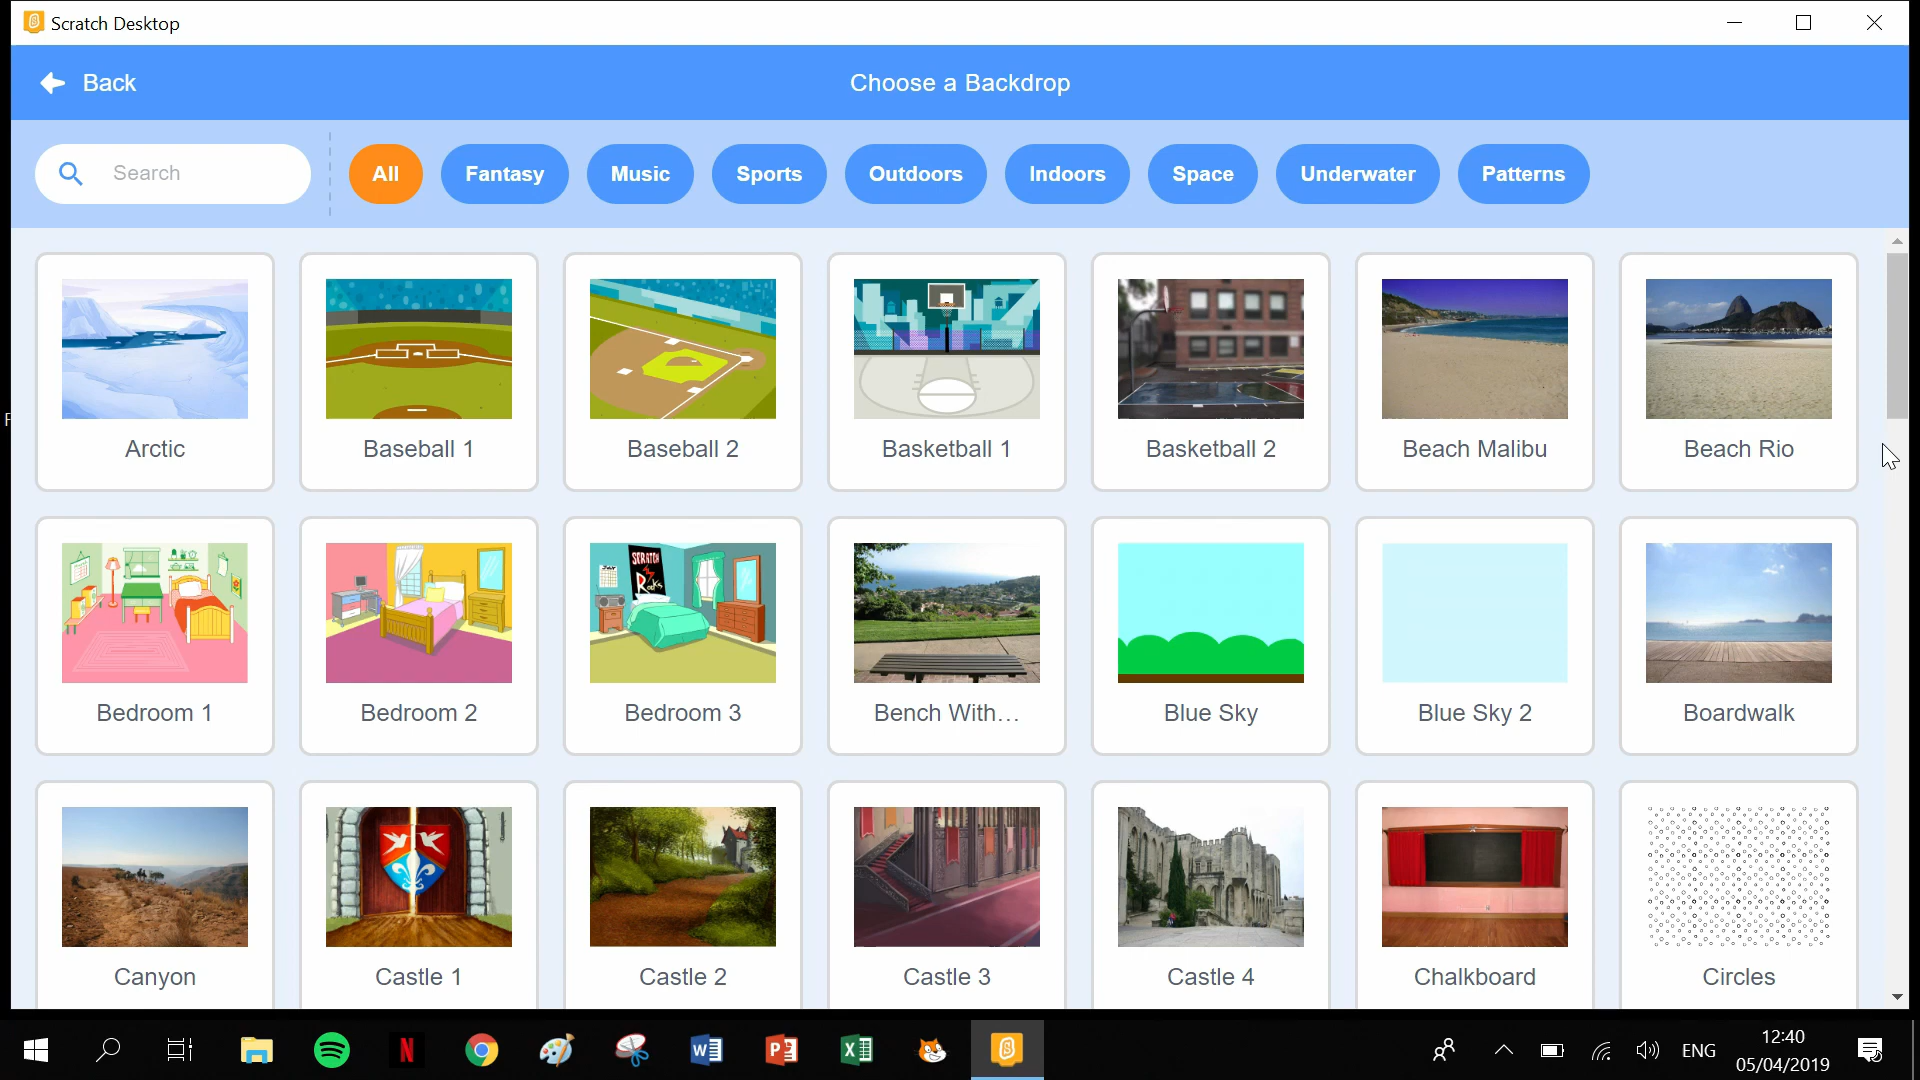 Scratch Desktop
Back
Choose a Backdrop
Search
All
Fantasy
Music
Sports
Outdoors
Indoors
Space
Underwater
Patterns
Arctic
Baseball 1
Baseball 2
Basketball 1
Basketball 2
Beach Malibu
Beach Rio
SCRATCH
Rocks
Bedroom 1
Bedroom 2
Bedroom 3
Bench With...
Blue Sky
Blue Sky 2
Boardwalk
Canyon
Castle 1
Castle 2
Castle 3
Castle 4
Chalkboard
Circles
ENG
12:40
05/04/2019